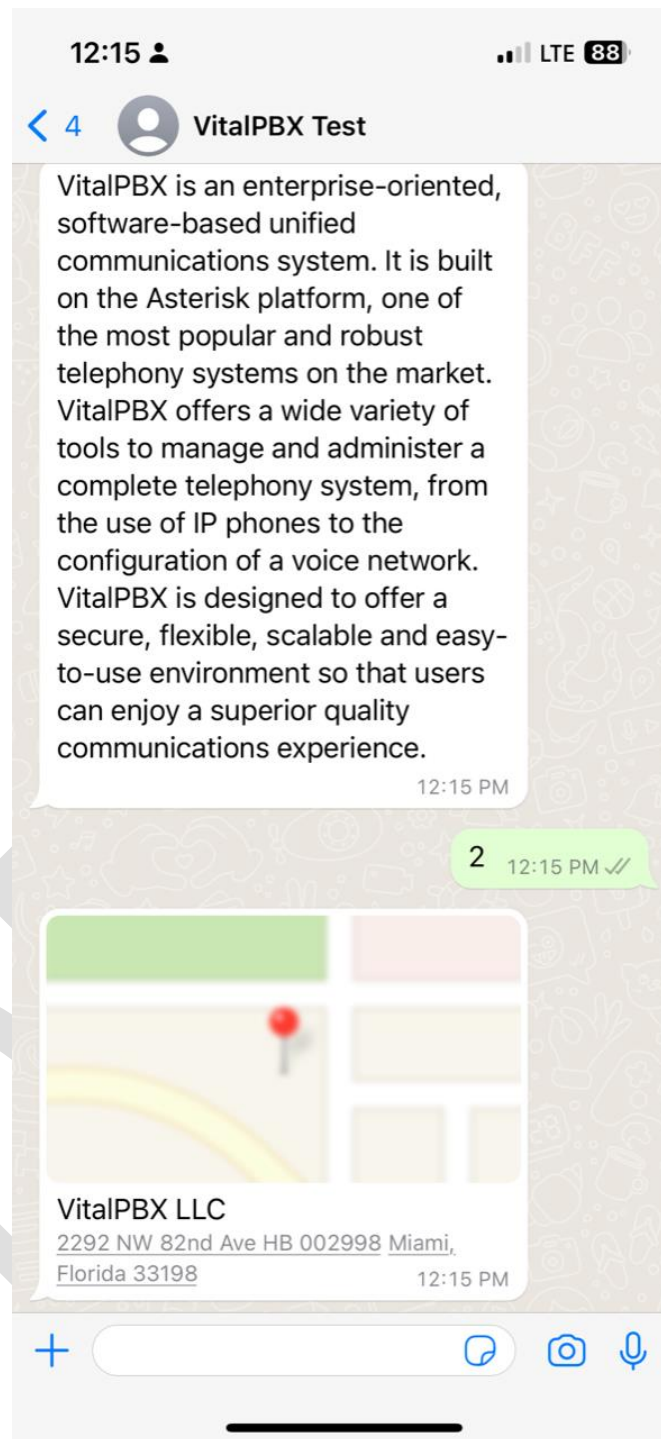 12:15
LTE 88
4 VitalPBX Test
VitalPBX is an enterprise-oriented,
software-based unified
communications system. It is built
on the Asterisk platform, one of
the most popular and robust
telephony systems on the market.
VitalPBX offers a wide variety of
tools to manage and administer a
complete telephony system, from
the use of IP phones to the
configuration of a voice network.
VitalPBX is designed to offer a
secure, flexible, scalable and easy-
to-use environment so that users
can enjoy a superior quality
communications experience.
12:15 PM
2 12:15 PM
VitalPBX LLC
2292 NW 82nd Ave HB 002998 Miami,
Florida 33198
12:15 PM